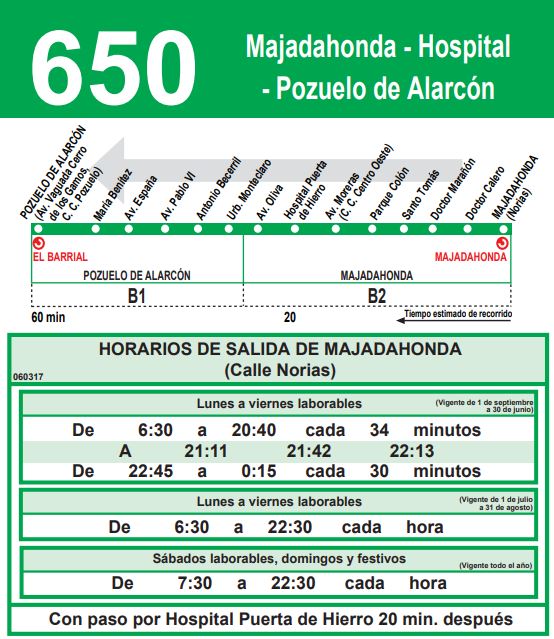 650
Majadahonda - Hospital
- Pozuelo de Alarcón
POZUELO DE ALARCÓN
(Av. Vaguada Cerro
de los Gamos,
C. C. Pozuelo)
María Benítez
Av. España
Av. Pablo VI
Antonio Becerril
Urb. Monteclaro
Av. Oliva
Hospital Puerta
de Hierro
Av. Moreras
(C. C. Centro Oeste)
Parque Colón
Santo Tomás
Doctor Marañón
Doctor Calero
MAJADAHONDA
(Norias)
EL BARRIAL
MAJADAHONDA
POZUELO DE ALARCÓN
MAJADAHONDA
B1
B2
60 min
20
Tiempo estimado de recorrido
HORARIOS DE SALIDA DE MAJADAHONDA
(Calle Norias)
060317
Lunes a viernes laborables
(Vigente de 1 de septiembre
a 30 de junio)
De 6:30 a 20:40 cada 34 minutos
A 21:11 21:42 22:13
De 22:45 a 0:15 cada 30 minutos
Lunes a viernes laborables
(Vigente de 1 de julio
a 31 de agosto)
De 6:30 a 22:30 cada hora
Sábados laborables, domingos y festivos
(Vigente todo el año)
De 7:30 a 22:30 cada hora
Con paso por Hospital Puerta de Hierro 20 min. después